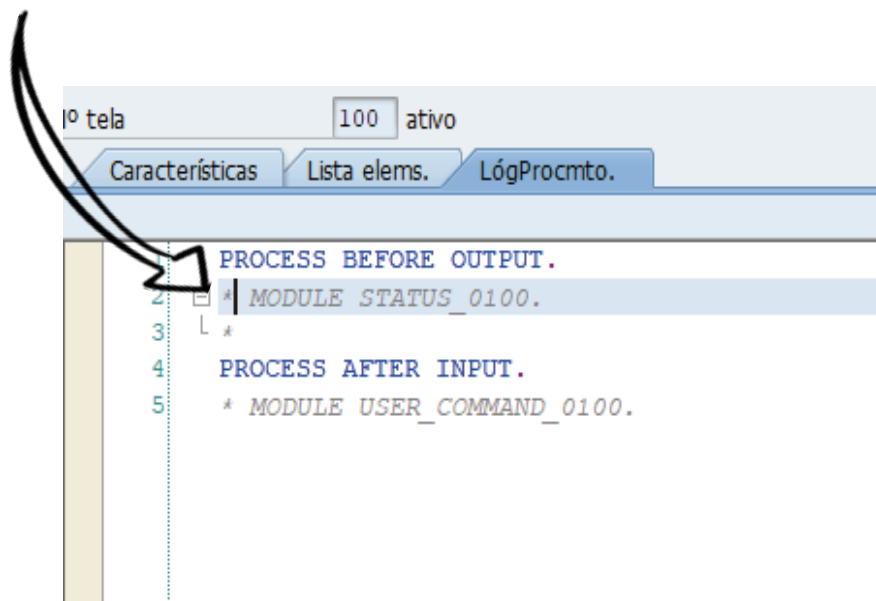 º tela 100 ativo
Características Lista elems. LógProcmto.
1 PROCESS BEFORE OUTPUT.
2 * MODULE STATUS_0100.
3 *
4 PROCESS AFTER INPUT.
5 * MODULE USER_COMMAND_0100.